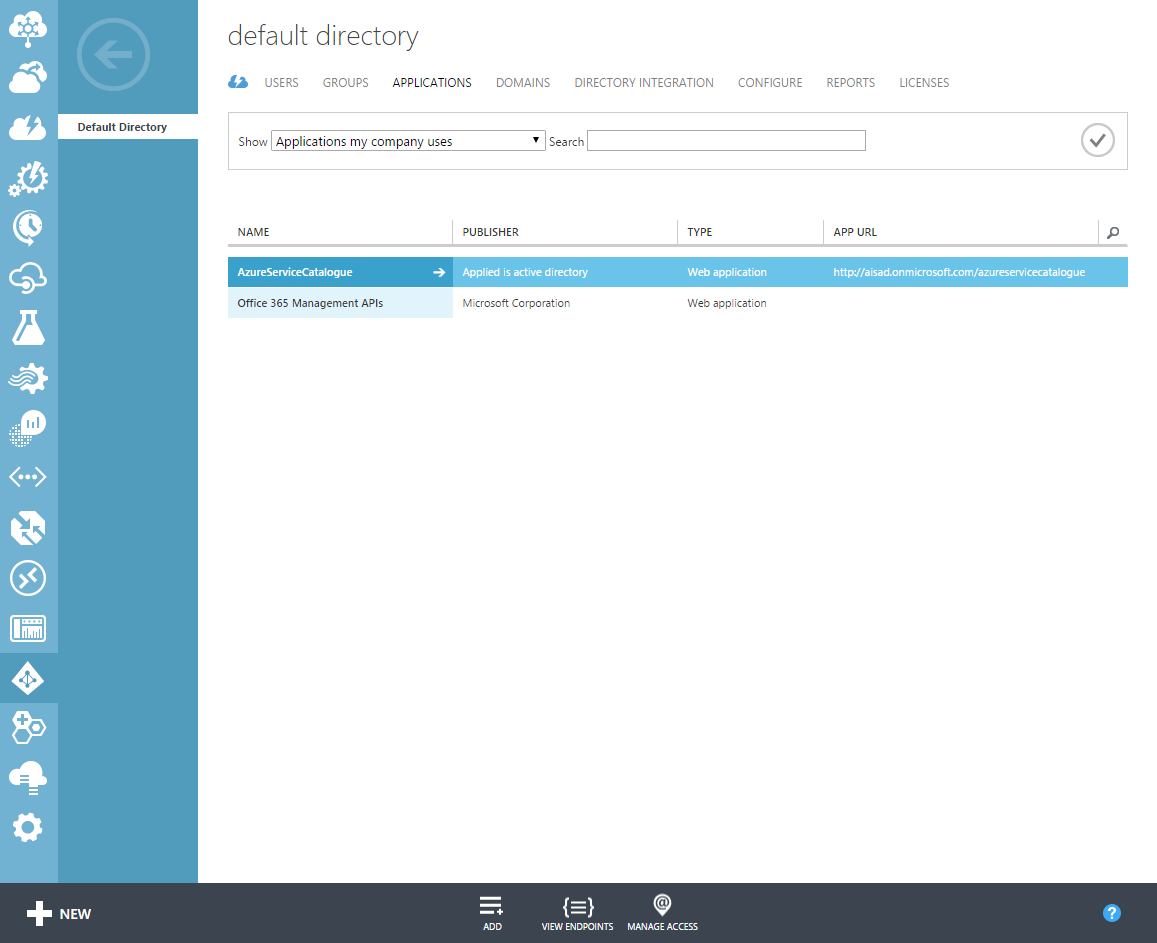 default directory
USERS GROUPS APPLICATIONS DOMAINS DIRECTORY INTEGRATION CONFIGURE REPORTS LICENSES
Default Directory
Show Applications my company uses Search
NAME PUBLISHER TYPE APP URL
AzureServiceCatalogue Applied is active directory Web application http://aisad.onmicrosoft.com/azureservicecatalogue
Office 365 Management APIs Microsoft Corporation Web application
NEW
ADD VIEW ENDPOINTS MANAGE ACCESS
?